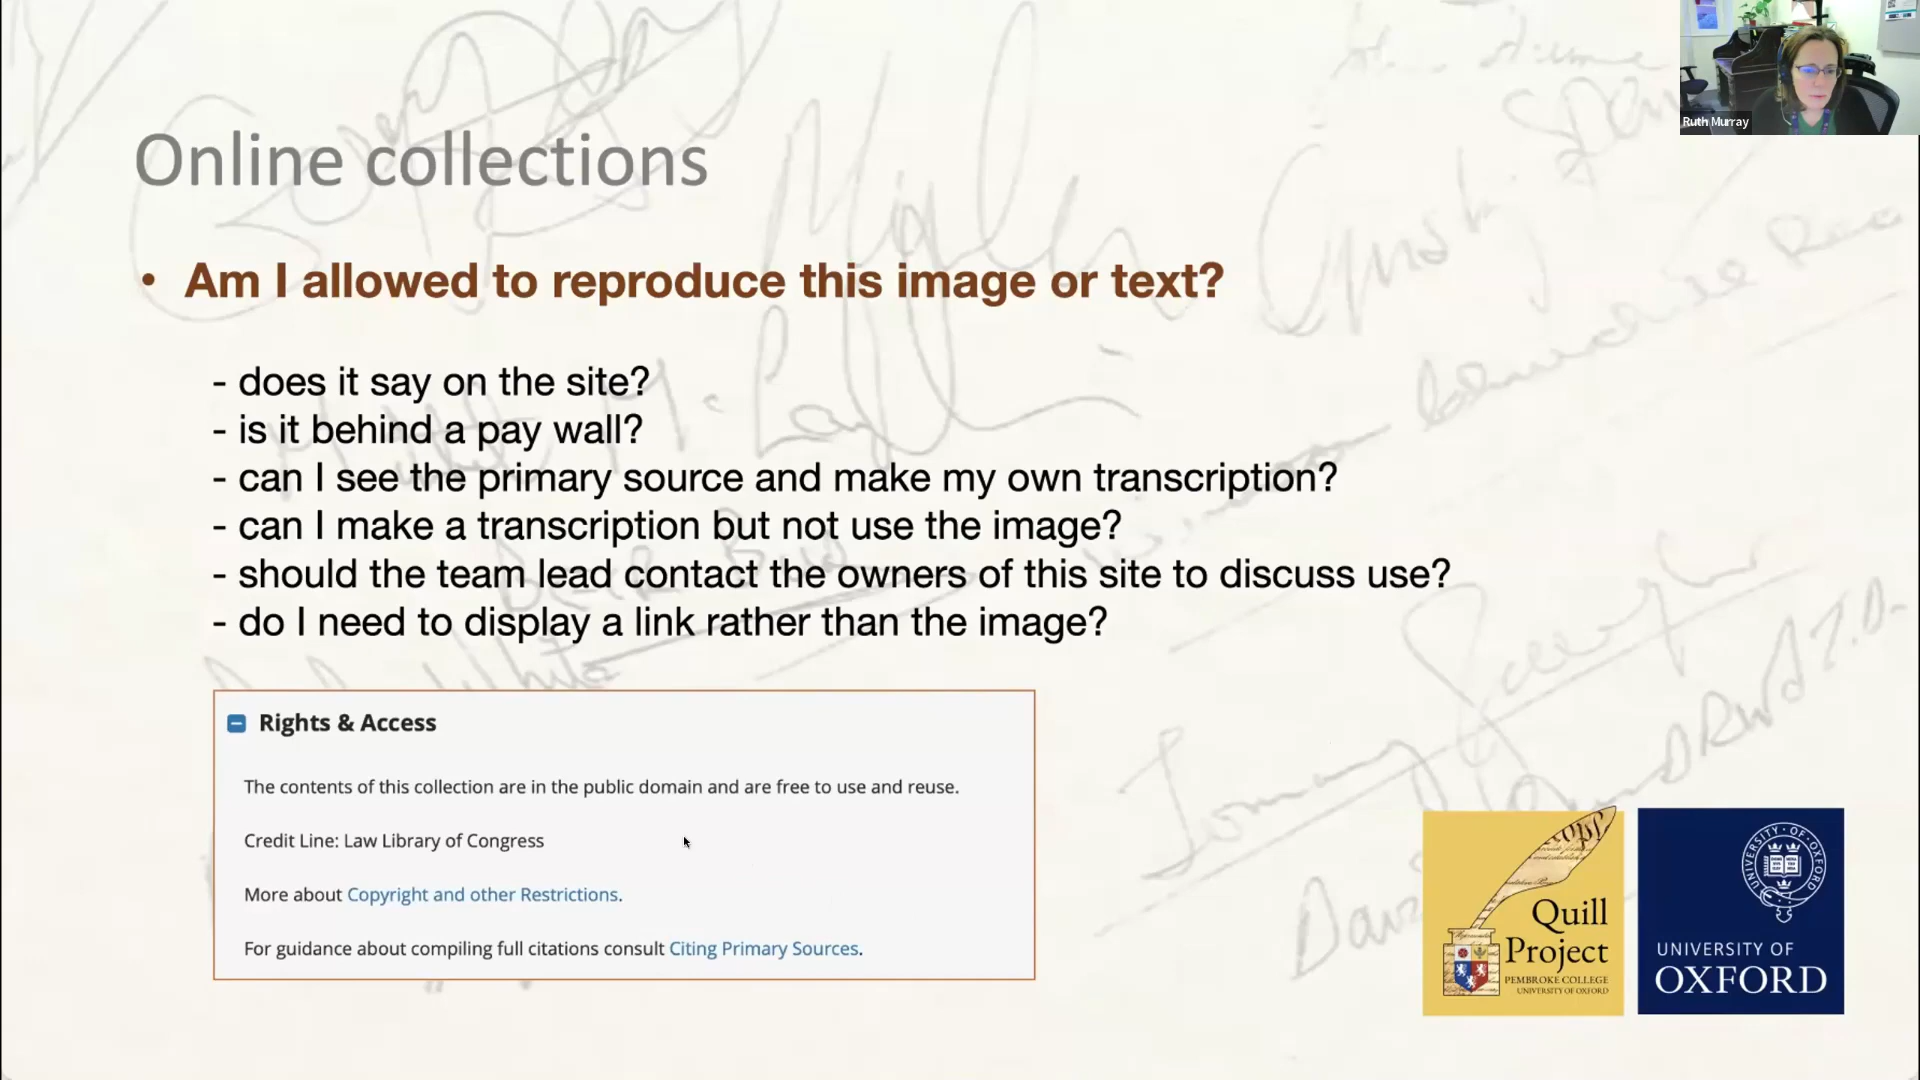 Ruth Murray
Online collections
• Am I allowed to reproduce this image or text?
- does it say on the site?
- is it behind a pay wall?
- can I see the primary source and make my own transcription?
- can I make a transcription but not use the image?
- should the team lead contact the owners of this site to discuss use?
- do I need to display a link rather than the image?
Rights & Access
The contents of this collection are in the public domain and are free to use and reuse.
Credit Line: Law Library of Congress
More about Copyright and other Restrictions.
For guidance about compiling full citations consult Citing Primary Sources.
Quill
Project
PEMBROKE COLLEGE
UNIVERSITY OF OXFORD
UNIVERSITY OF
OXFORD